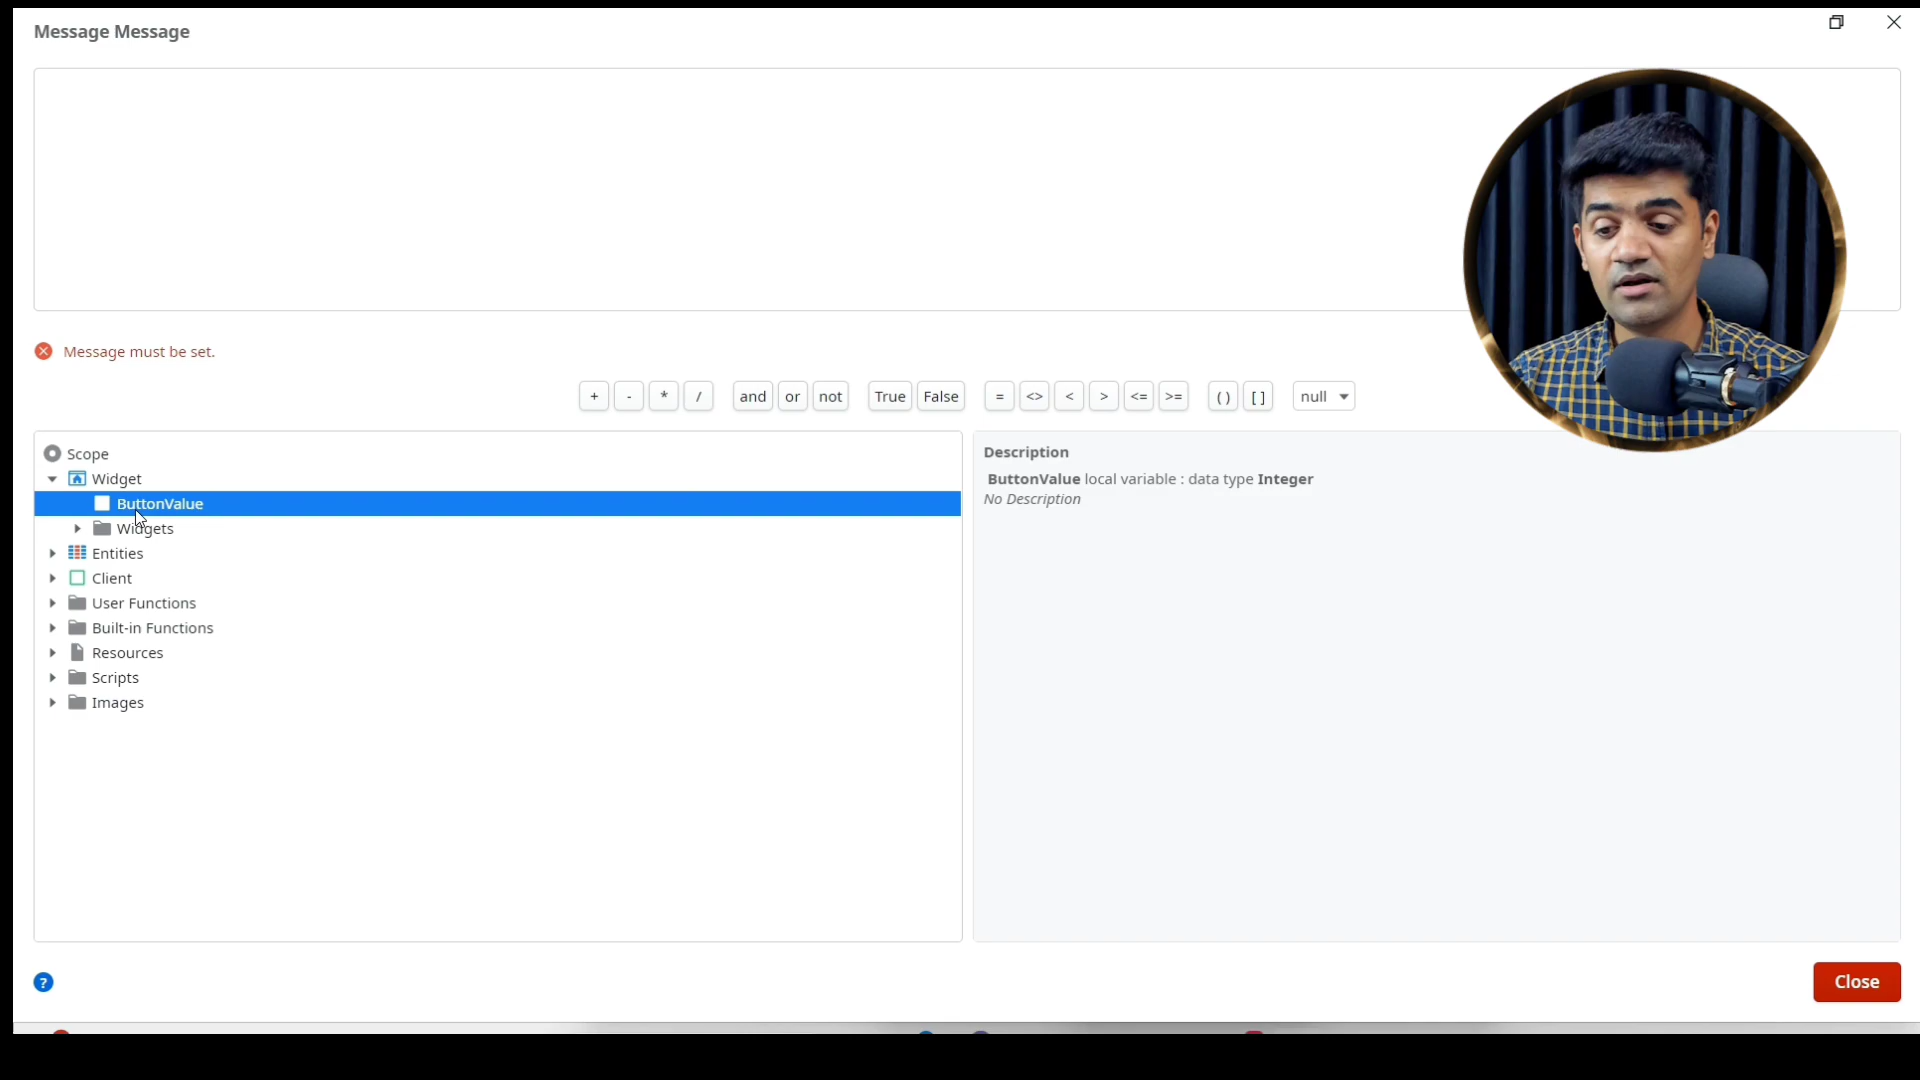 Message Message
Message must be set.
+ - * / and or not True False = <> < > <= >= ( ) [ ] null
Scope
Widget
ButtonValue
Widgets
Entities
Client
User Functions
Built-in Functions
Resources
Scripts
Images
Description
ButtonValue local variable : data type Integer
No Description
?
Close